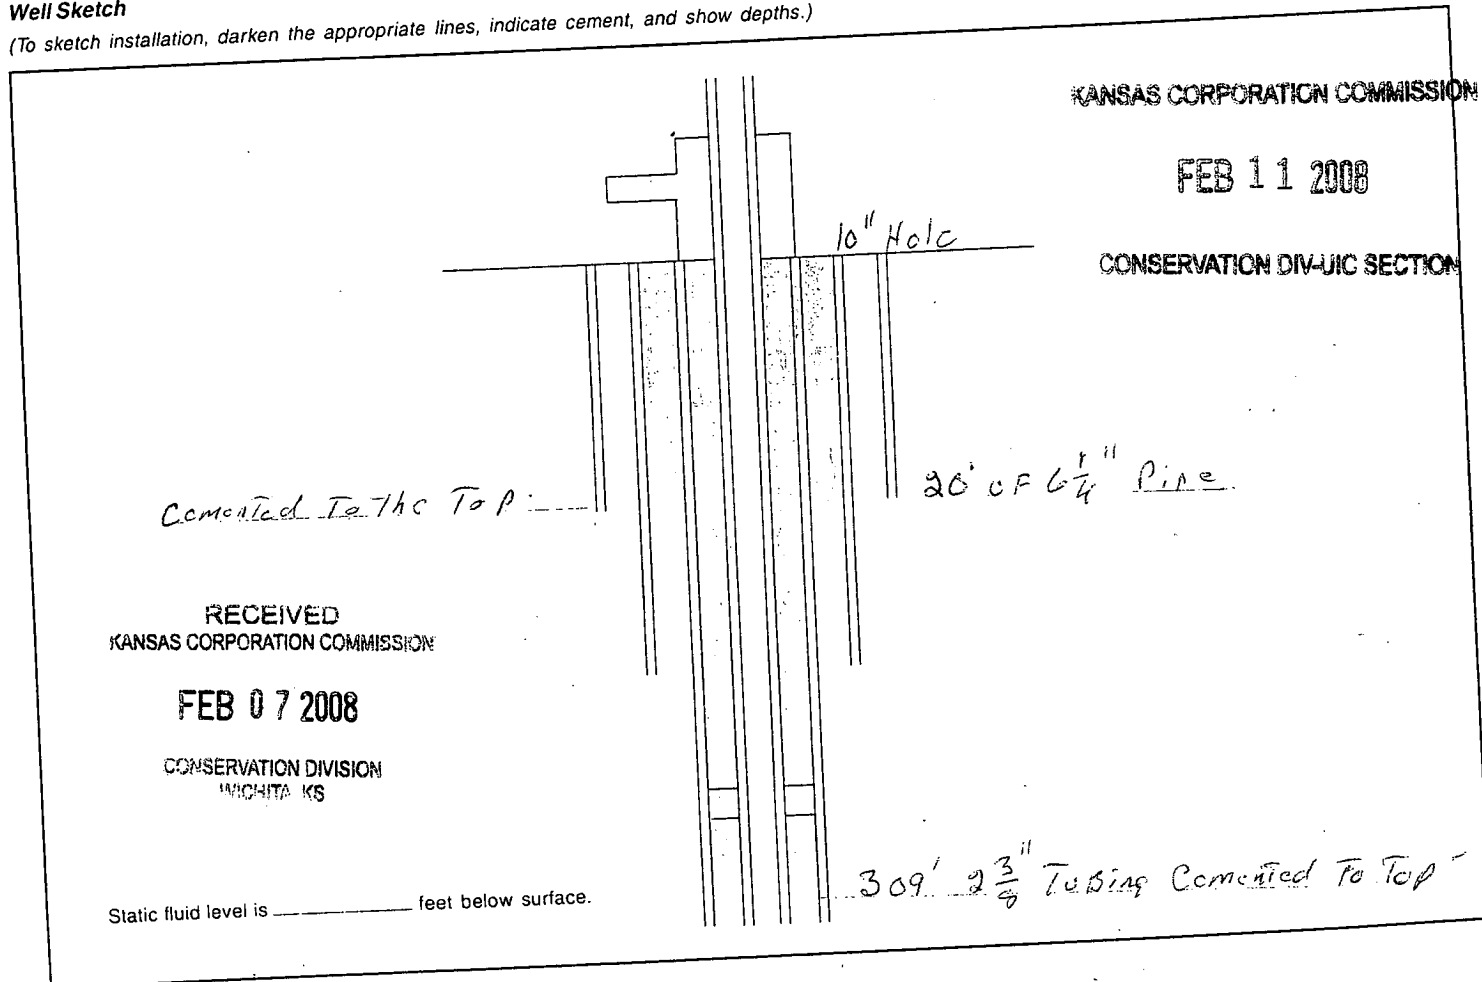 Well Sketch
(To sketch installation, darken the appropriate lines, indicate cement, and show depths.)
KANSAS CORPORATION COMMISSION
FEB 11 2008
CONSERVATION DIV-UIC SECTION
10" Hole
Cemented To The Top
20' OF 6 1/4" Pipe
RECEIVED
KANSAS CORPORATION COMMISSION
FEB 07 2008
CONSERVATION DIVISION
WICHITA KS
309' 2 3/8" Tubing Cemented To Top
Static fluid level is ____________ feet below surface.